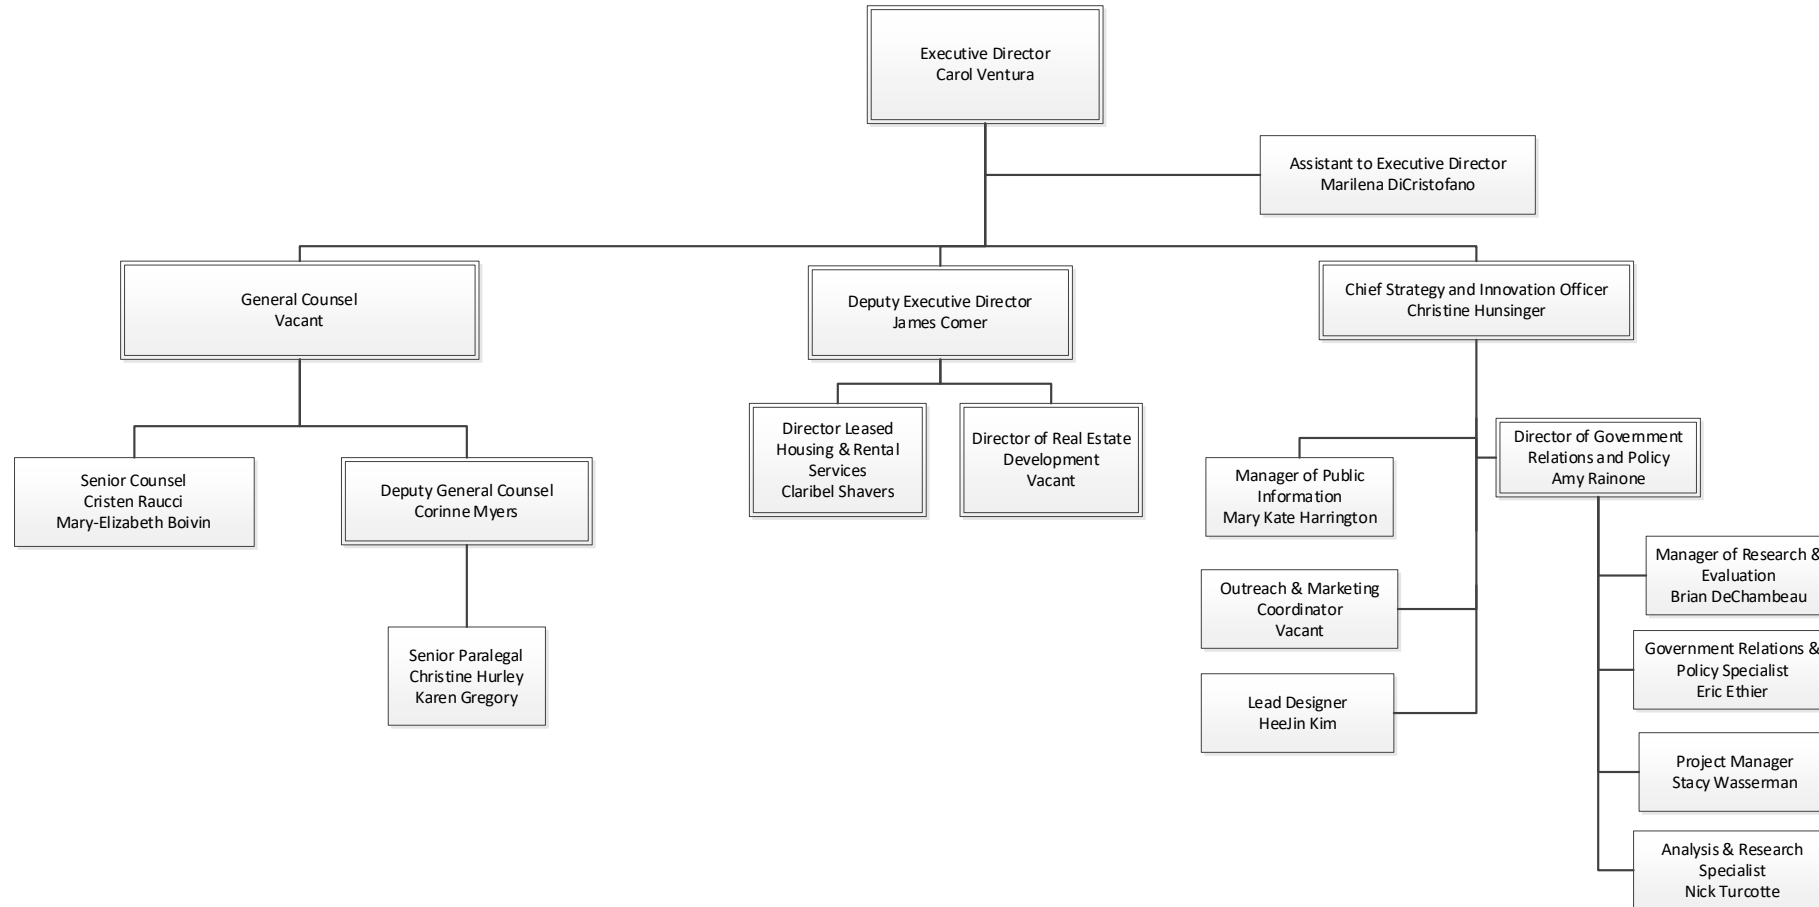 Executive Director
Carol Ventura
Assistant to Executive Director
Marilena DiCristofano
General Counsel
Vacant
Deputy Executive Director
James Comer
Chief Strategy and Innovation Officer
Christine Hunsinger
Senior Counsel
Cristen Raucci
Mary-Elizabeth Boivin
Deputy General Counsel
Corinne Myers
Senior Paralegal
Christine Hurley
Karen Gregory
Director Leased
Housing & Rental
Services
Claribel Shavers
Director of Real Estate
Development
Vacant
Manager of Public
Information
Mary Kate Harrington
Outreach & Marketing
Coordinator
Vacant
Lead Designer
HeeJin Kim
Director of Government
Relations and Policy
Amy Rainone
Manager of Research &
Evaluation
Brian DeChambeau
Government Relations &
Policy Specialist
Eric Ethier
Project Manager
Stacy Wasserman
Analysis & Research
Specialist
Nick Turcotte